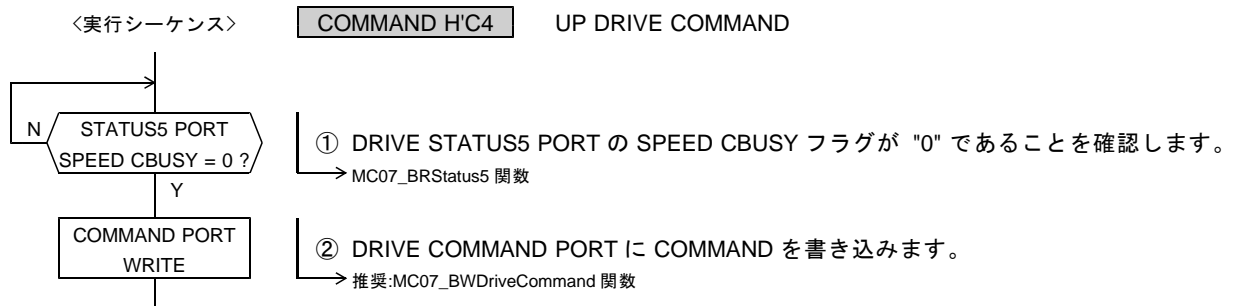 〈実行シーケンス〉 COMMAND H'C4 UP DRIVE COMMAND
N
STATUS5 PORT
SPEED CBUSY = 0 ?
Y
① DRIVE STATUS5 PORT の SPEED CBUSY フラグが "0" であることを確認します。
MC07_BRStatus5 関数
COMMAND PORT
WRITE
② DRIVE COMMAND PORT に COMMAND を書き込みます。
推奨:MC07_BWDriveCommand 関数